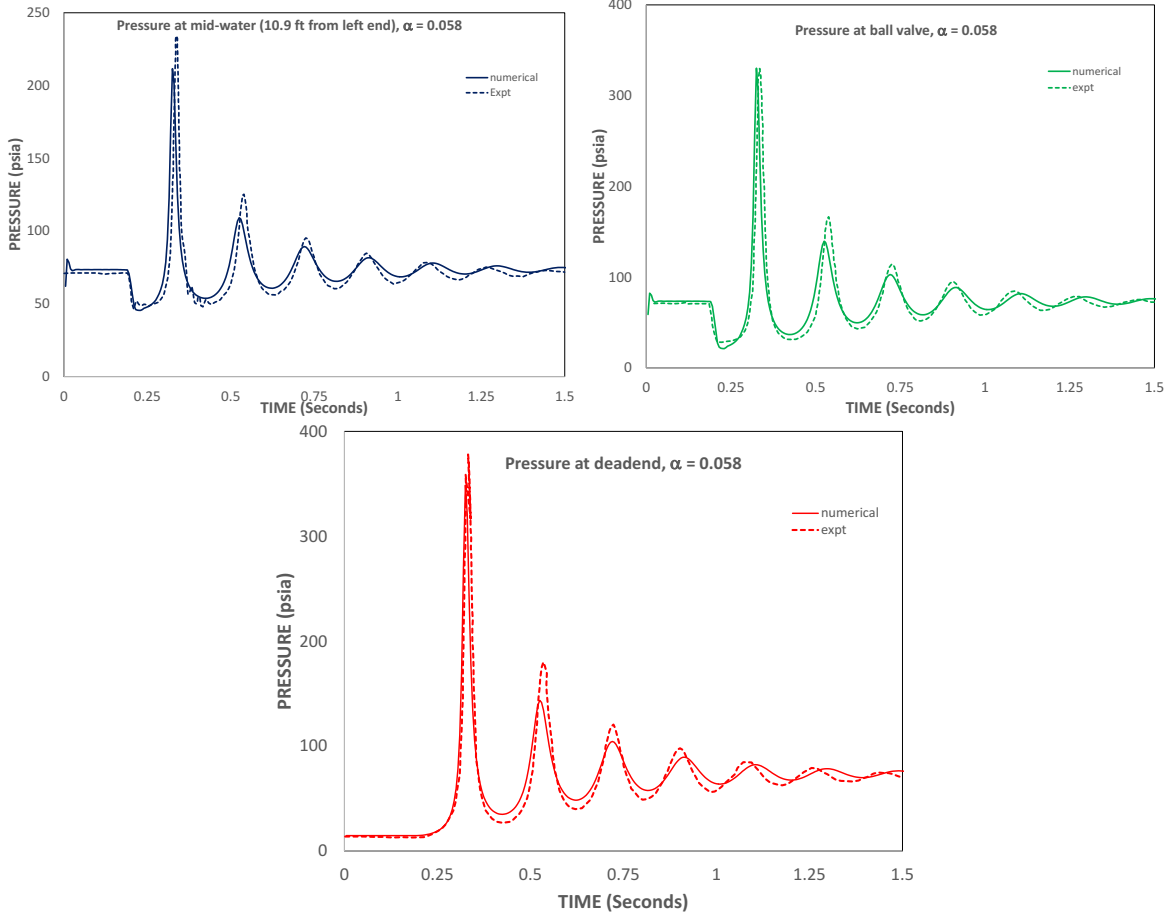 Pressure at mid-water (10.9 ft from left end), α = 0.058
250
200
150
100
50
0
PRESSURE (psia)
numerical
Expt
0 0.25 0.5 0.75 1 1.25 1.5
TIME (Seconds)
Pressure at ball valve, α = 0.058
400
300
200
100
0
PRESSURE (psia)
numerical
expt
0 0.25 0.5 0.75 1 1.25 1.5
TIME (Seconds)
Pressure at deadend, α = 0.058
400
300
200
100
0
PRESSURE (psia)
numerical
expt
0 0.25 0.5 0.75 1 1.25 1.5
TIME (Seconds)